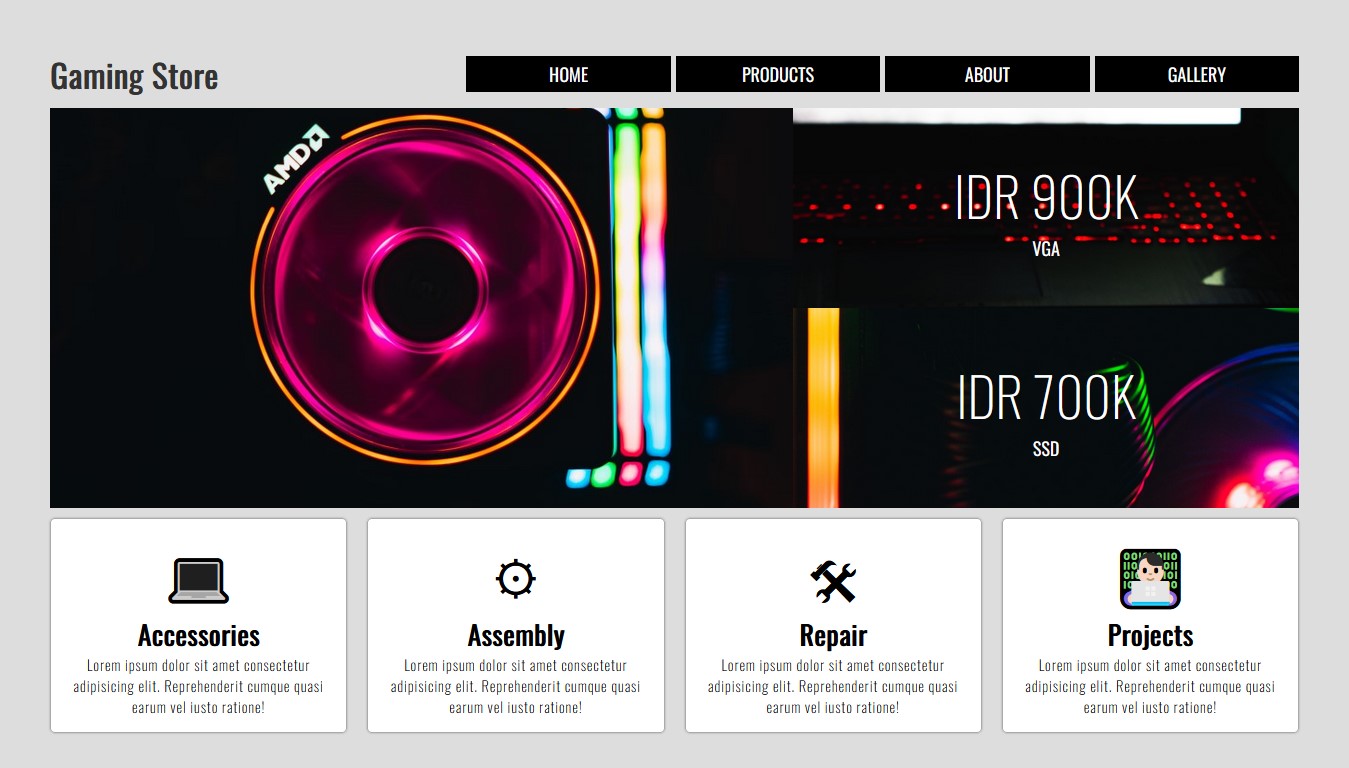 Gaming Store
HOME
PRODUCTS
ABOUT
GALLERY
AMD
IDR 900K
VGA
IDR 700K
SSD
Accessories
Lorem ipsum dolor sit amet consectetur
adipisicing elit. Reprehenderit cumque quasi
earum vel iusto ratione!
Assembly
Lorem ipsum dolor sit amet consectetur
adipisicing elit. Reprehenderit cumque quasi
earum vel iusto ratione!
Repair
Lorem ipsum dolor sit amet consectetur
adipisicing elit. Reprehenderit cumque quasi
earum vel iusto ratione!
Projects
Lorem ipsum dolor sit amet consectetur
adipisicing elit. Reprehenderit cumque quasi
earum vel iusto ratione!